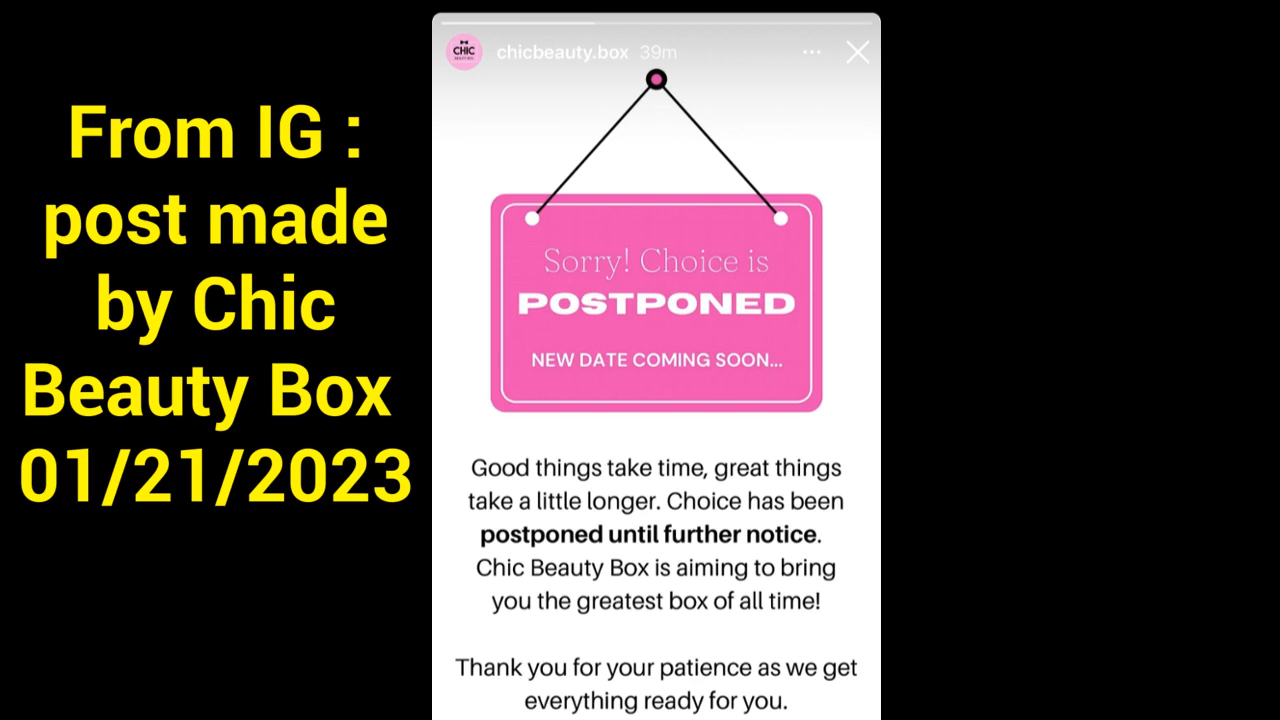 From IG :
post made
by Chic
Beauty Box
01/21/2023
CHIC
chicbeauty.box 39m
Sorry! Choice is
POSTPONED
NEW DATE COMING SOON...
Good things take time, great things
take a little longer. Choice has been
postponed until further notice.
Chic Beauty Box is aiming to bring
you the greatest box of all time!
Thank you for your patience as we get
everything ready for you.